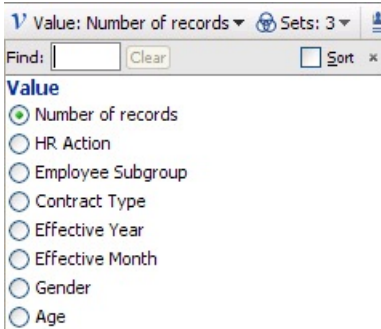 V Value: Number of records Sets: 3
Find: Clear Sort ×
Value
Number of records
HR Action
Employee Subgroup
Contract Type
Effective Year
Effective Month
Gender
Age